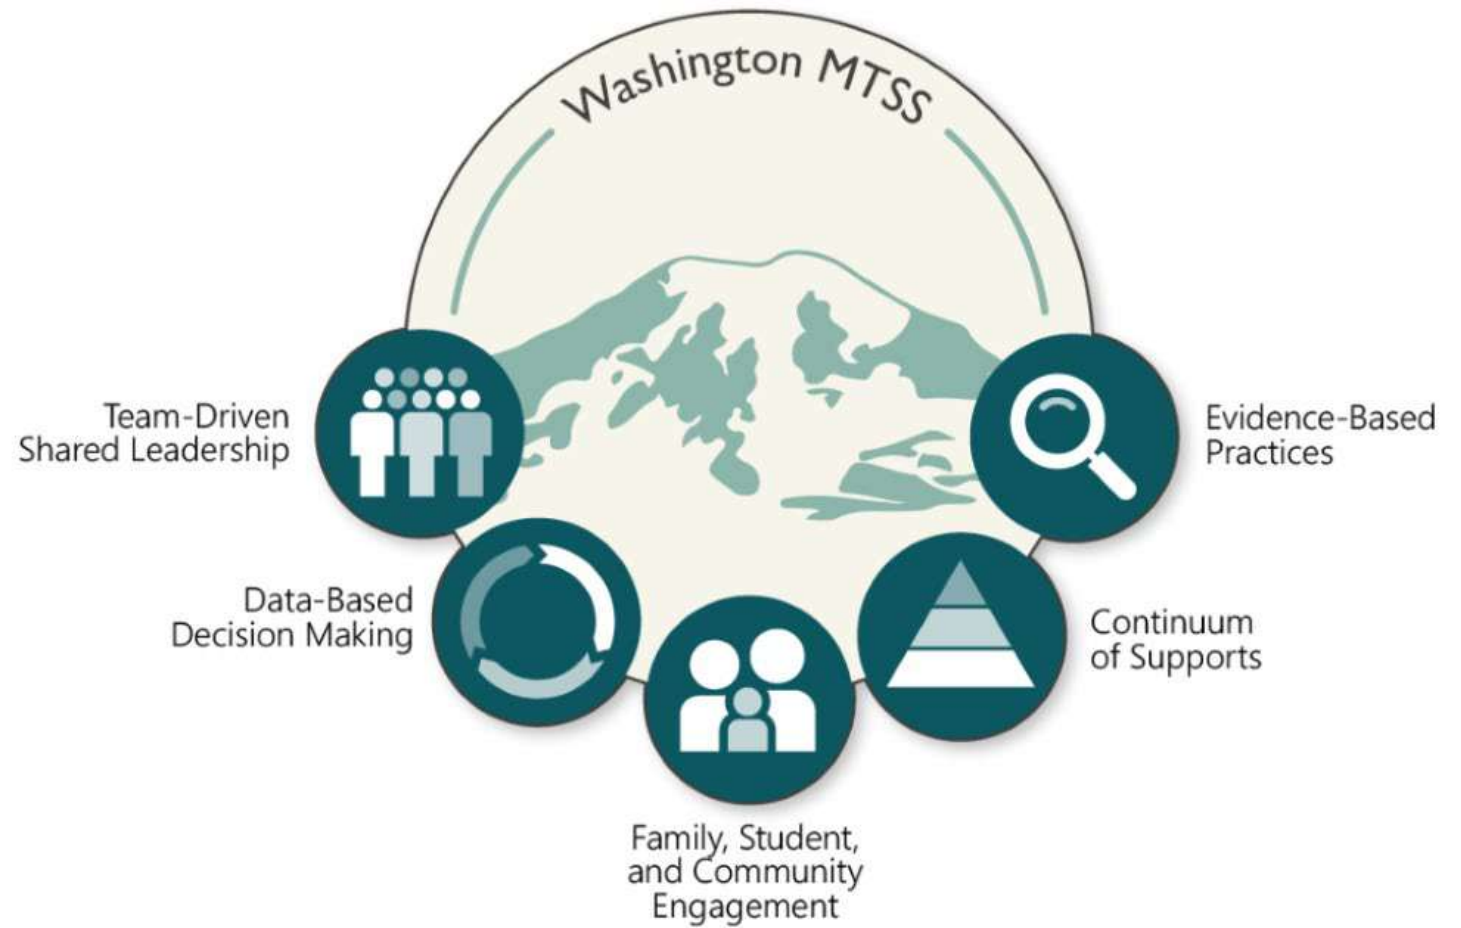 Washington MTSS
Team-Driven
Shared Leadership
Evidence-Based
Practices
Data-Based
Decision Making
Continuum
of Supports
Family, Student,
and Community
Engagement